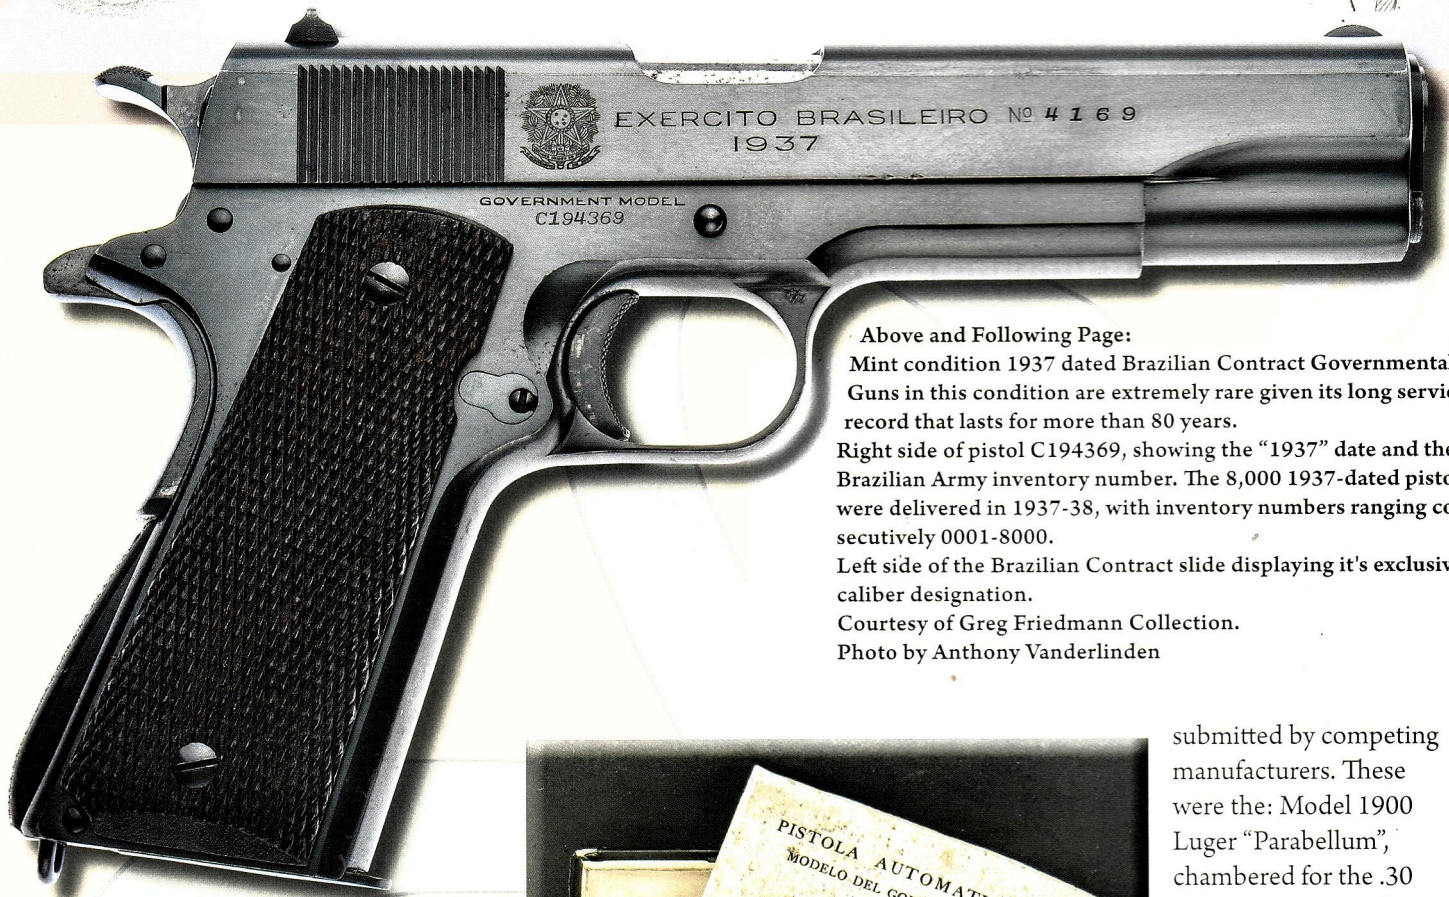 EXERCITO BRASILEIRO Nº 4169
1937
GOVERNMENT MODEL
C194369
Above and Following Page:
Mint condition 1937 dated Brazilian Contract Governmental
Guns in this condition are extremely rare given its long
record that lasts for more than 80 years.
Right side of pistol C194369, showing the “1937” date and the
Brazilian Army inventory number. The 8,000 1937-dated
were delivered in 1937-38, with inventory numbers ranging
secutively 0001-8000.
Left side of the Brazilian Contract slide displaying it's
caliber designation.
Courtesy of Greg Friedmann Collection.
Photo by Anthony Vanderlinden
submitted by competing
manufacturers. These
were the: Model 1900
Luger “Parabellum”,
chambered for the .30
PISTOLA
MODELO DEL